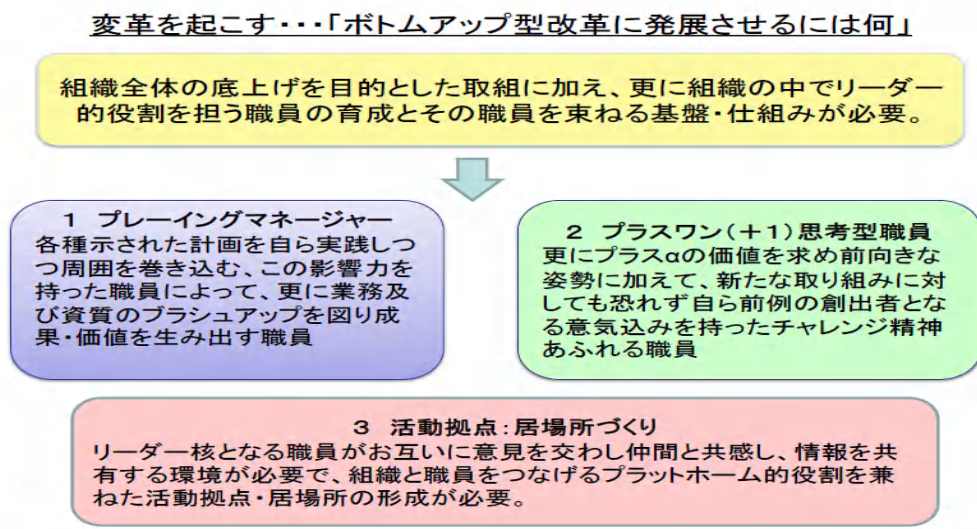 変革を起こす･･･「ボトムアップ型改革に発展させるには何」
組織全体の底上げを目的とした取組に加え、更に組織の中でリーダー
的役割を担う職員の育成とその職員を束ねる基盤・仕組みが必要。
１　プレーイングマネージャー
各種示された計画を自ら実践しつ
つ周囲を巻き込む、この影響力を
持った職員によって、更に業務及
び資質のブラシュアップを図り成
果・価値を生み出す職員
２　プラスワン（＋１）思考型職員
更にプラスαの価値を求め前向きな
姿勢に加えて、新たな取り組みに対
しても恐れず自ら前例の創出者とな
る意気込みを持ったチャレンジ精神
あふれる職員
３　活動拠点：居場所づくり
リーダー核となる職員がお互いに意見を交わし仲間と共感し、情報を共
有する環境が必要で、組織と職員をつなげるプラットホーム的役割を兼
ねた活動拠点・居場所の形成が必要。